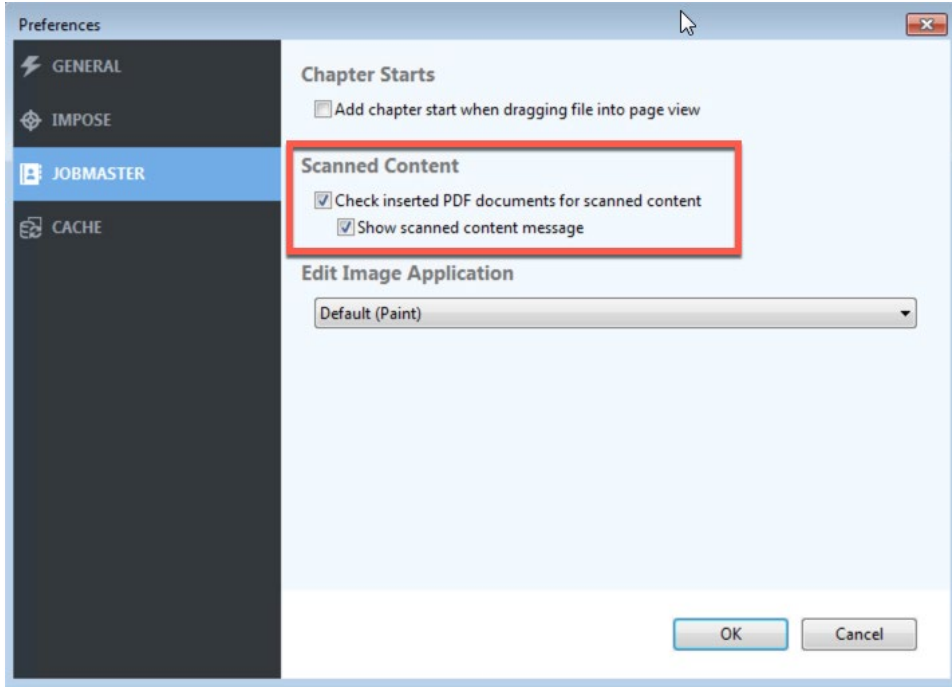 Preferences
GENERAL
IMPOSE
JOBMASTER
CACHE
Chapter Starts
Add chapter start when dragging file into page view
Scanned Content
Check inserted PDF documents for scanned content
Show scanned content message
Edit Image Application
Default (Paint)
OK
Cancel